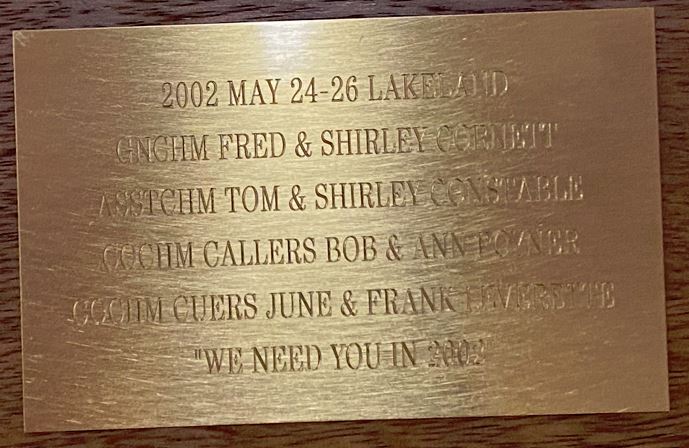 2002 MAY 24-26 LAKELAND
GNCHM FRED & SHIRLEY CORNETT
ASSTCHM TOM & SHIRLEY CONSTABLE
COCHM CALLERS BOB & ANN POYNER
COCHM CUERS JUNE & FRANK LEVERETTE
"WE NEED YOU IN 2002"